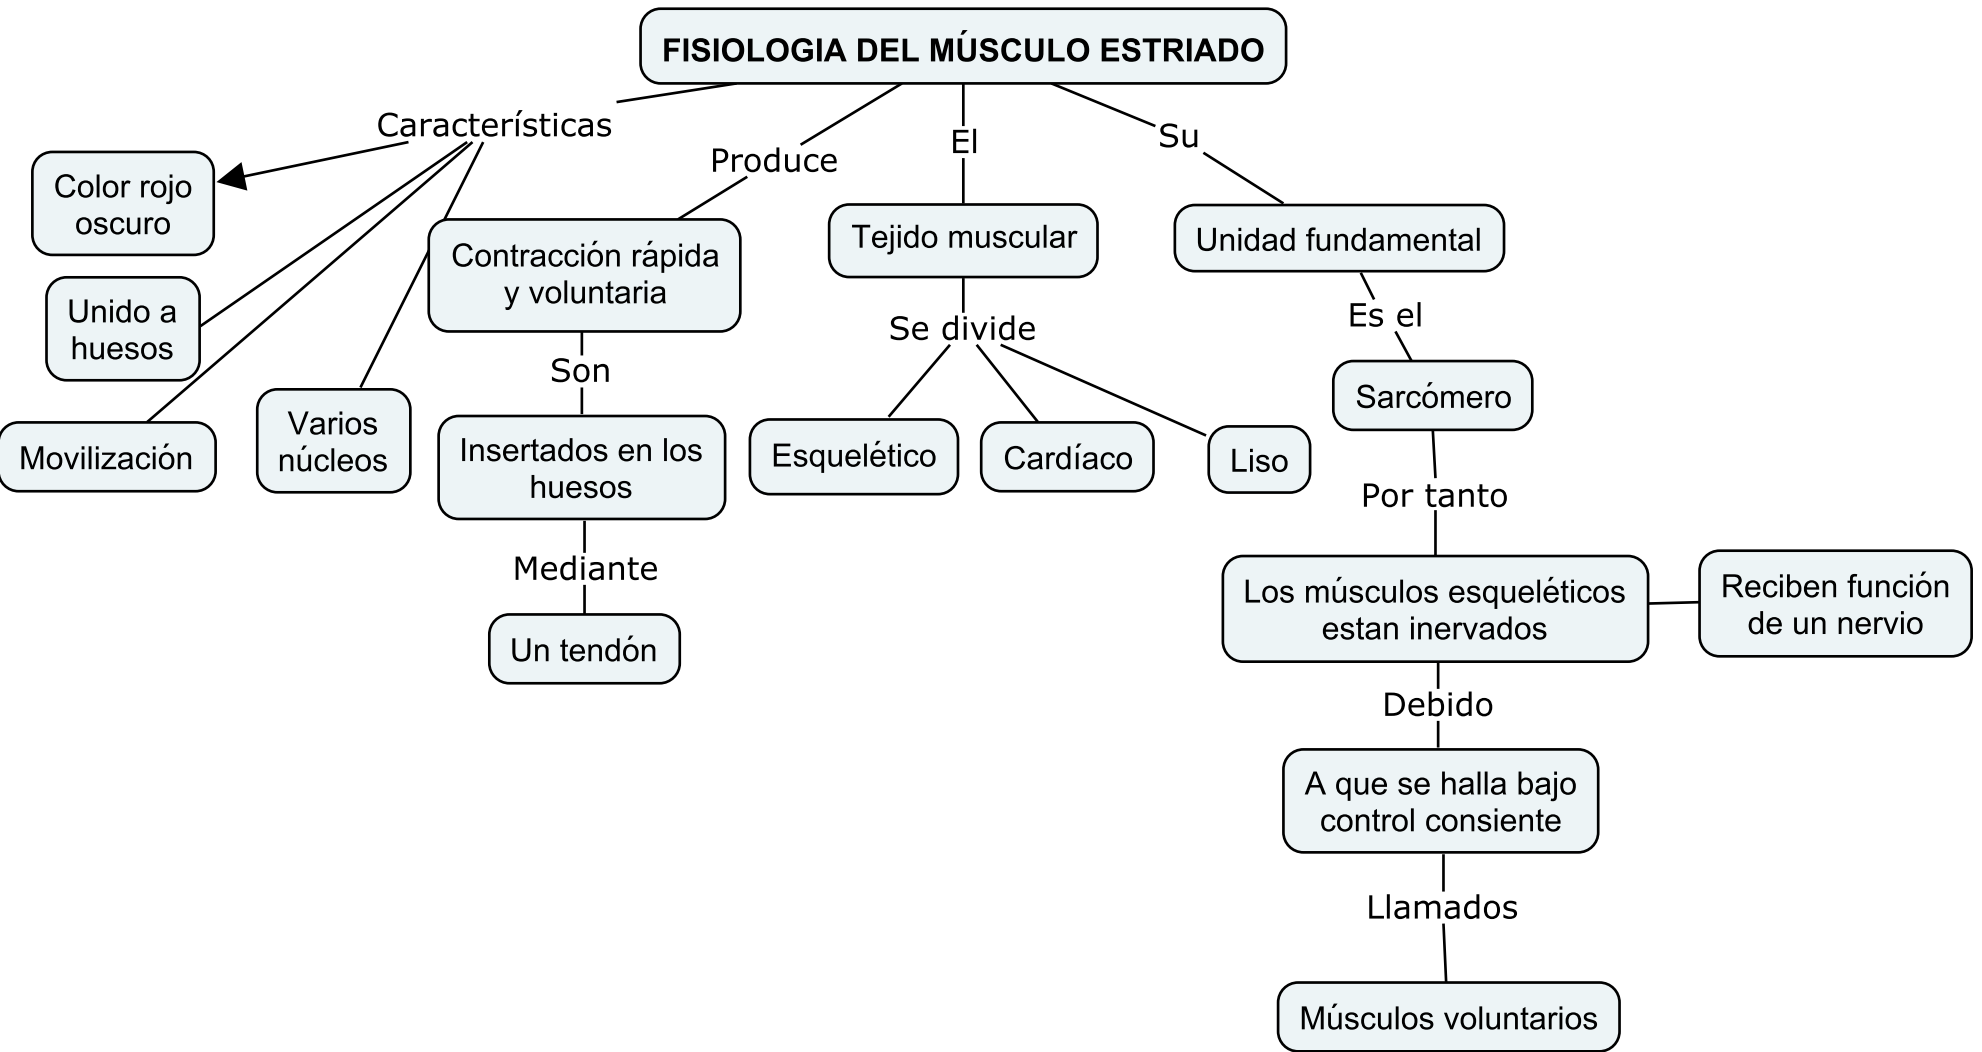 FISIOLOGIA DEL MÚSCULO ESTRIADO
Características
Produce
El
Su
Color rojo
oscuro
Unido a
huesos
Movilización
Varios
núcleos
Contracción rápida
y voluntaria
Son
Insertados en los
huesos
Mediante
Un tendón
Tejido muscular
Se divide
Esquelético
Cardíaco
Liso
Unidad fundamental
Es el
Sarcómero
Por tanto
Los músculos esqueléticos
estan inervados
Reciben función
de un nervio
Debido
A que se halla bajo
control consiente
Llamados
Músculos voluntarios